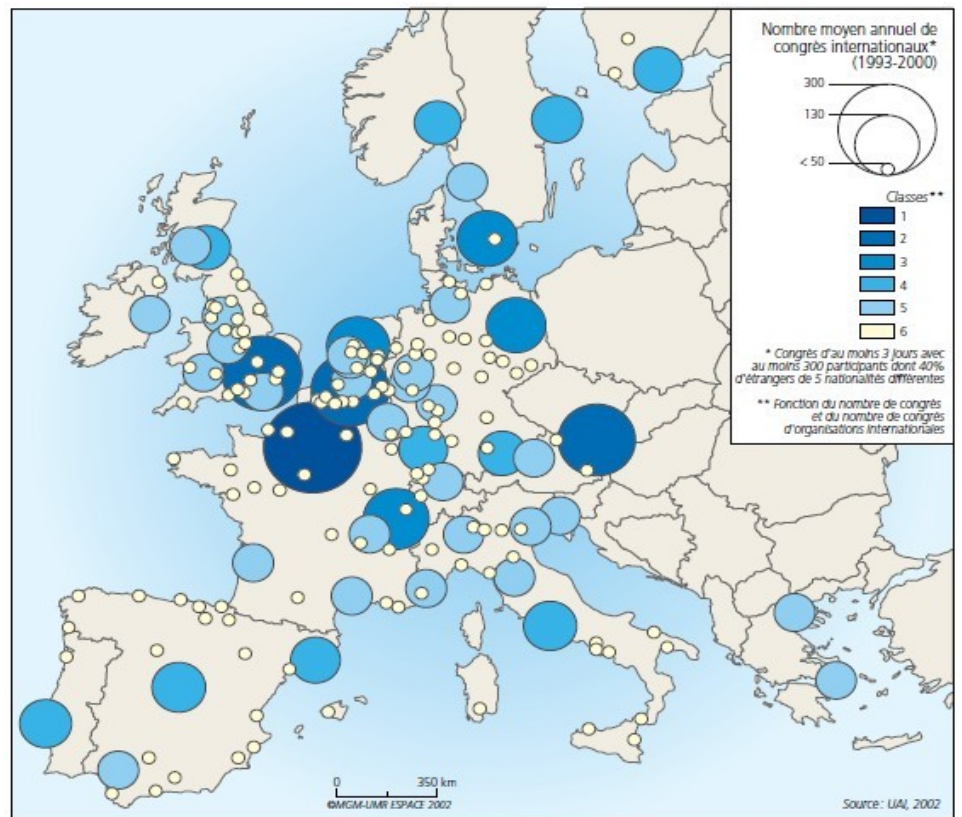 Nombre moyen annuel de
congrès internationaux*
(1993-2000)
300
130
< 50
Classes**
1
2
3
4
5
6
* Congrès d'au moins 3 jours avec
au moins 300 participants dont 40%
d'étrangers de 5 nationalités différentes
** Fonction du nombre de congrès
et du nombre de congrès
d'organisations internationales
0 350 km
©MGM-UMR ESPACE 2002
Source : UAI, 2002